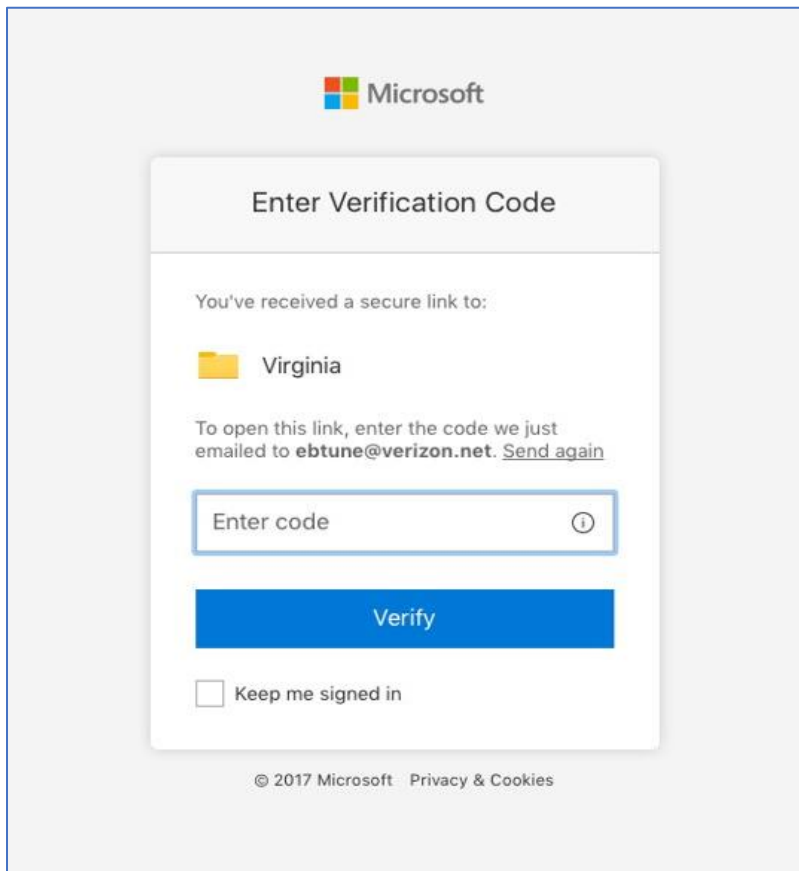 Microsoft
Enter Verification Code
You've received a secure link to:
Virginia
To open this link, enter the code we just
emailed to ebtune@verizon.net. Send again
Enter code
Verify
Keep me signed in
© 2017 Microsoft Privacy & Cookies